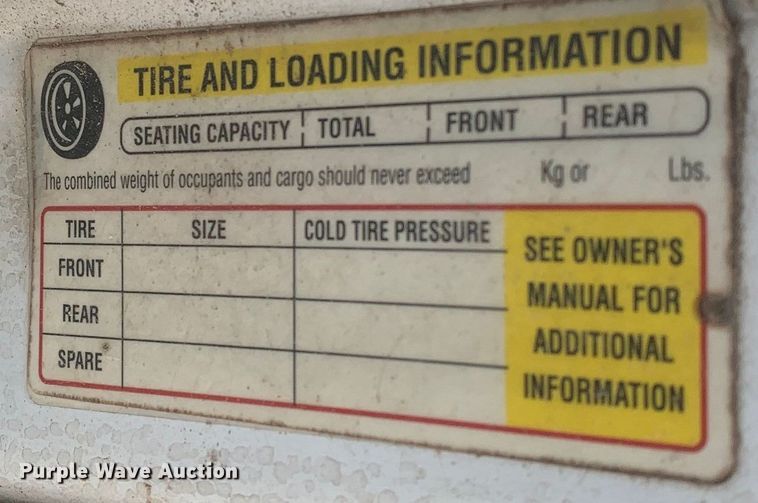 TIRE AND LOADING INFORMATION
SEATING CAPACITY TOTAL FRONT REAR
The combined weight of occupants and cargo should never exceed Kg or Lbs.
TIRE SIZE COLD TIRE PRESSURE
FRONT
REAR
SPARE
SEE OWNER'S
MANUAL FOR
ADDITIONAL
INFORMATION
Purple Wave Auction